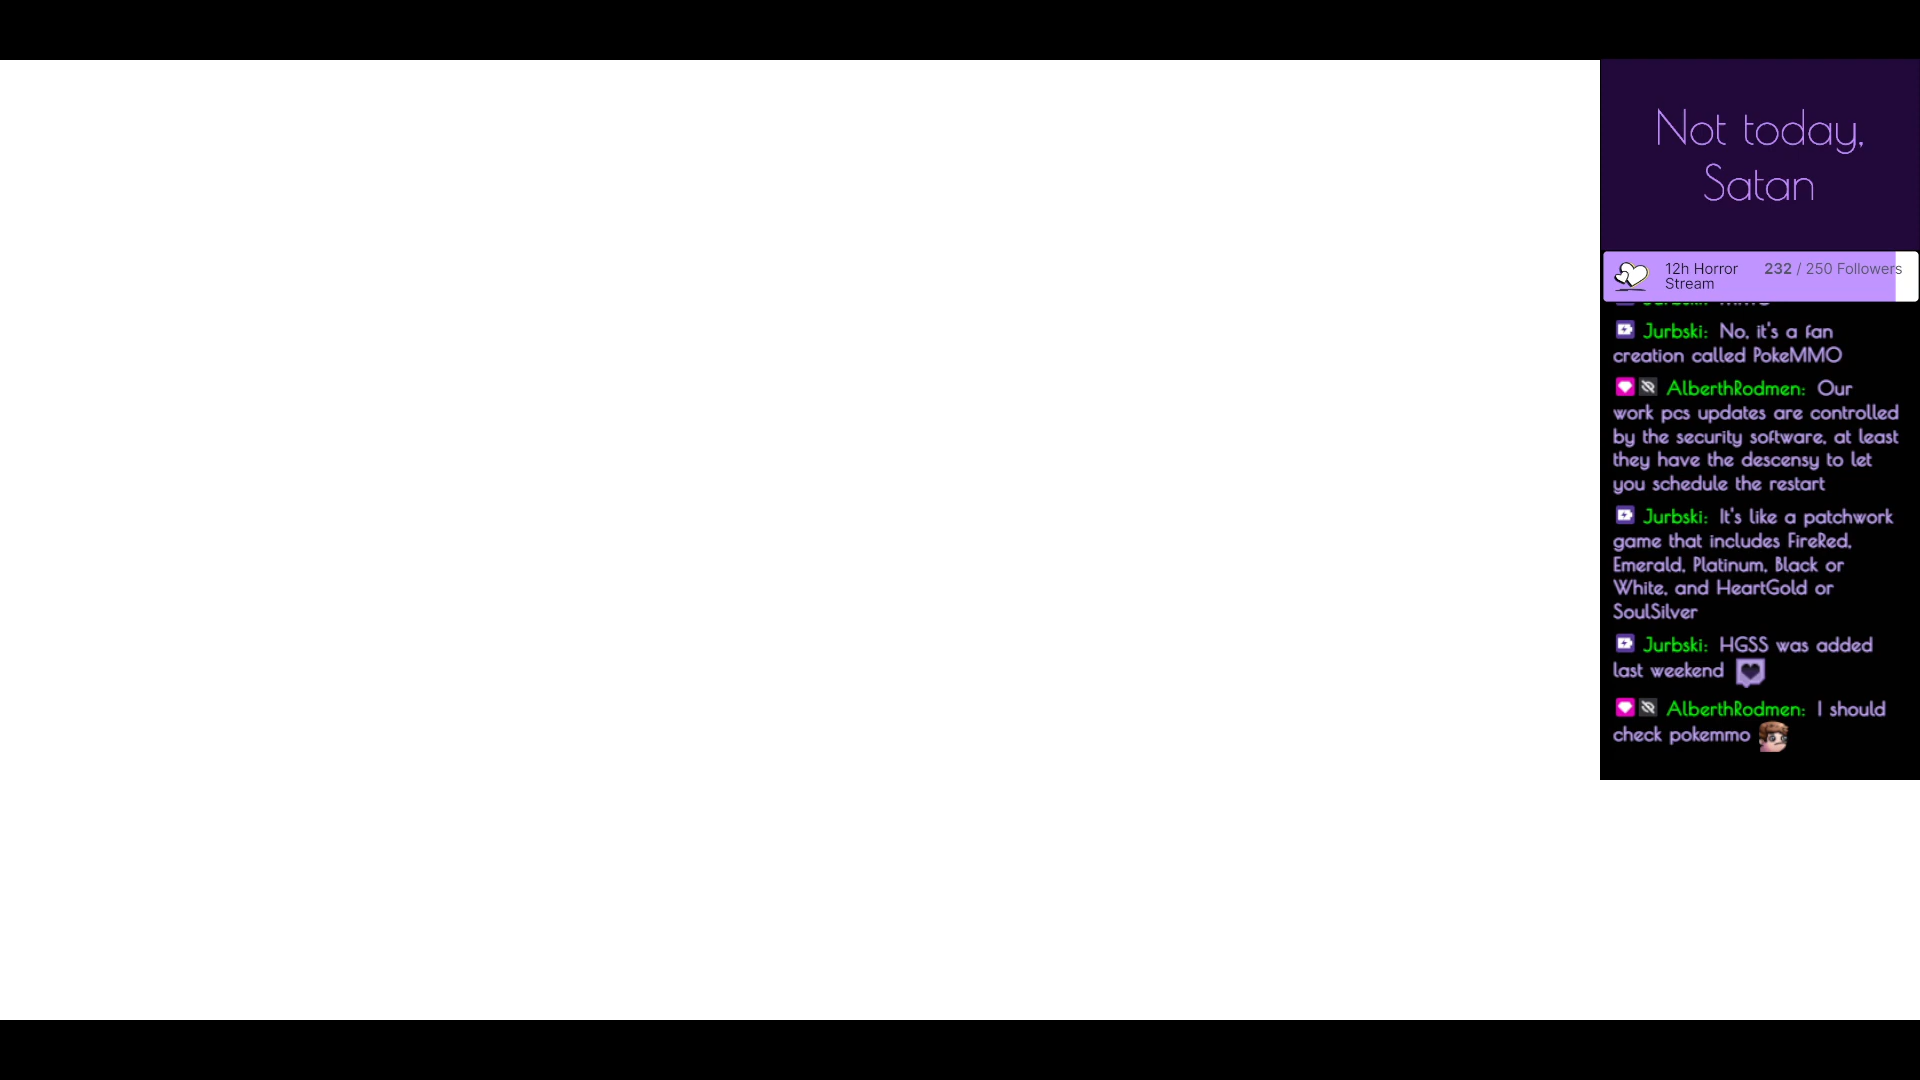 Not today,
Satan
12h Horror
Stream
232 / 250 Followers
Jurbski: No, it's a fan
creation called PokeMMO
AlberthRodmen: Our
work pcs updates are controlled
by the security software, at least
they have the descensy to let
you schedule the restart
Jurbski: It's like a patchwork
game that includes FireRed,
Emerald, Platinum, Black or
White, and HeartGold or
SoulSilver
Jurbski: HGSS was added
last weekend
AlberthRodmen: I should
check pokemmo